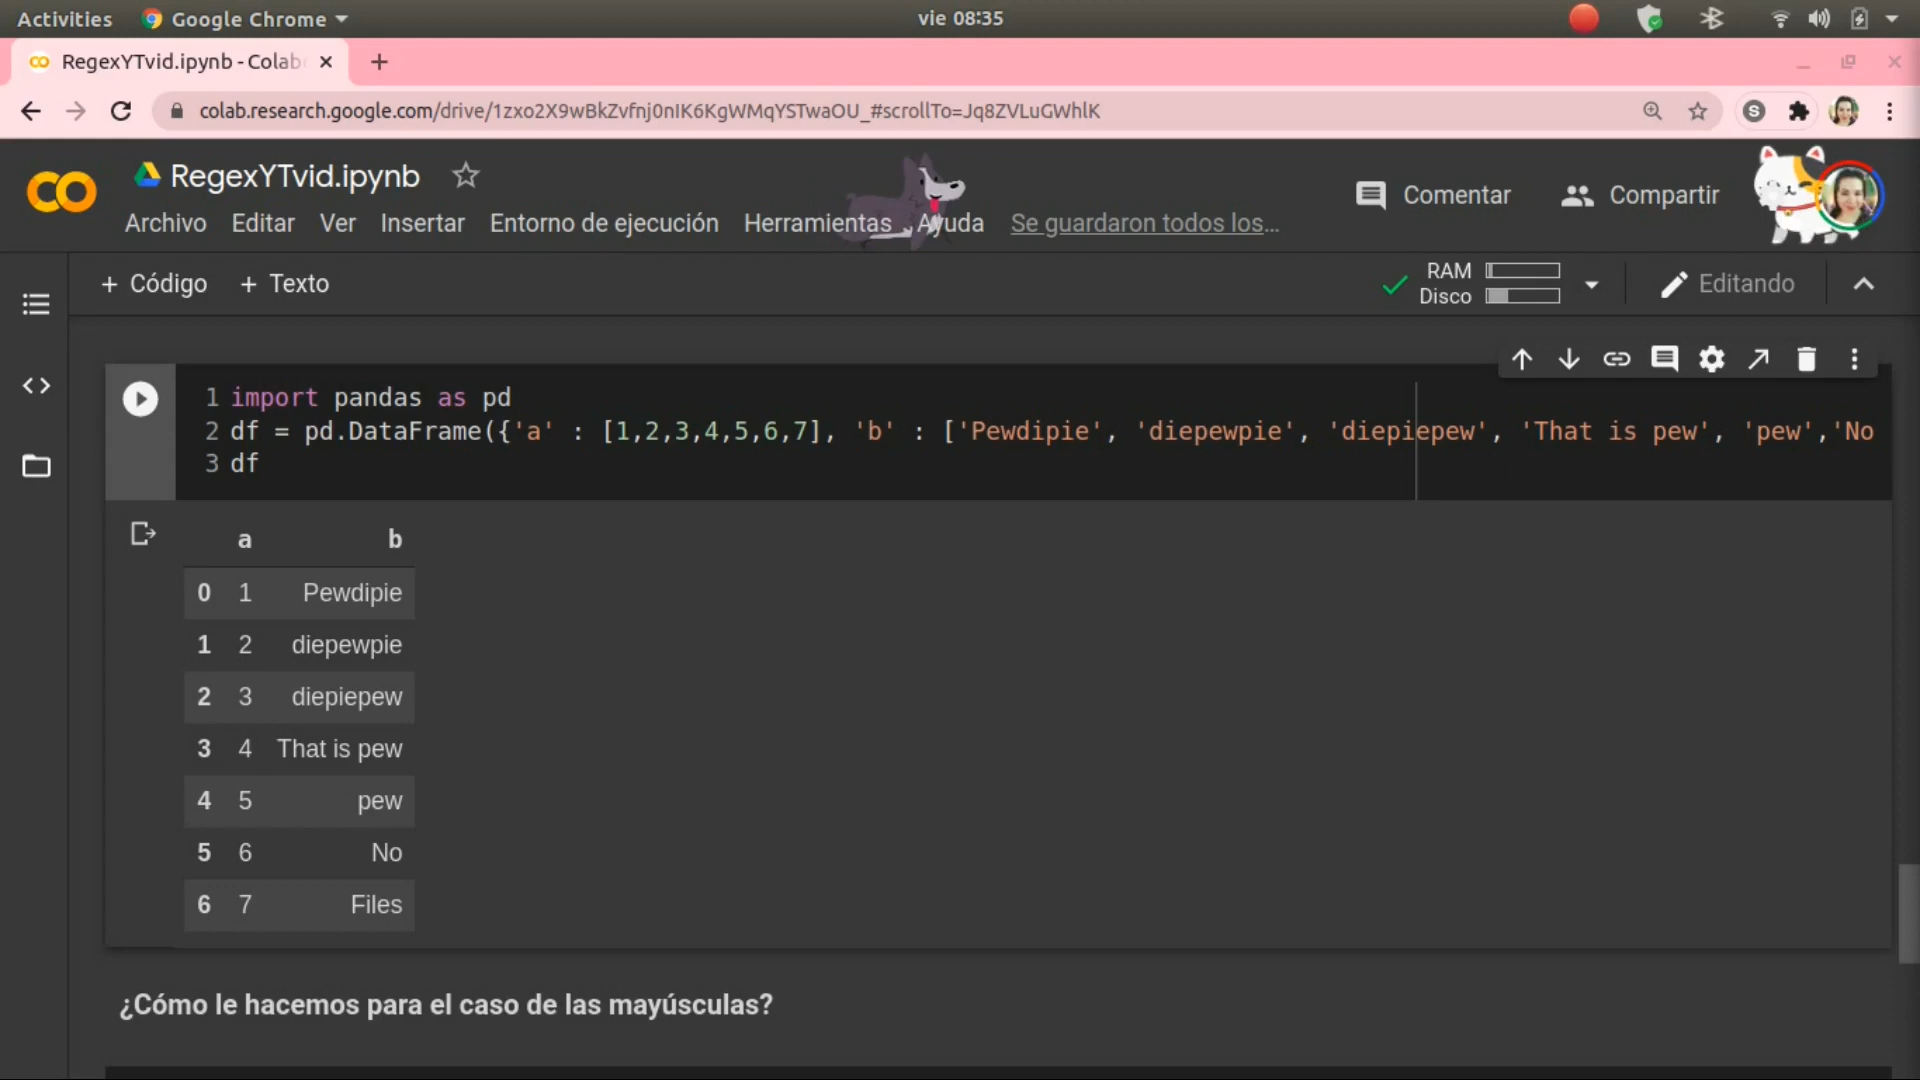 Activities Google Chrome vie 08:35
RegexYTvid.ipynb - Colab
colab.research.google.com/drive/1zxo2X9wBkZvfnj0nIK6KgWMqYSTwaOU_#scrollTo=Jq8ZVLuGWhlK S
RegexYTvid.ipynb
Comentar Compartir
Archivo Editar Ver Insertar Entorno de ejecución Herramientas Ayuda Se guardaron todos los…
+ Código + Texto
RAM
Disco
Editando
1 import pandas as pd
2 df = pd.DataFrame({'a' : [1,2,3,4,5,6,7], 'b' : ['Pewdipie', 'diepewpie', 'diepiepew', 'That is pew', 'pew','No
3 df
a b
0 1 Pewdipie
1 2 diepewpie
2 3 diepiepew
3 4 That is pew
4 5 pew
5 6 No
6 7 Files
¿Cómo le hacemos para el caso de las mayúsculas?